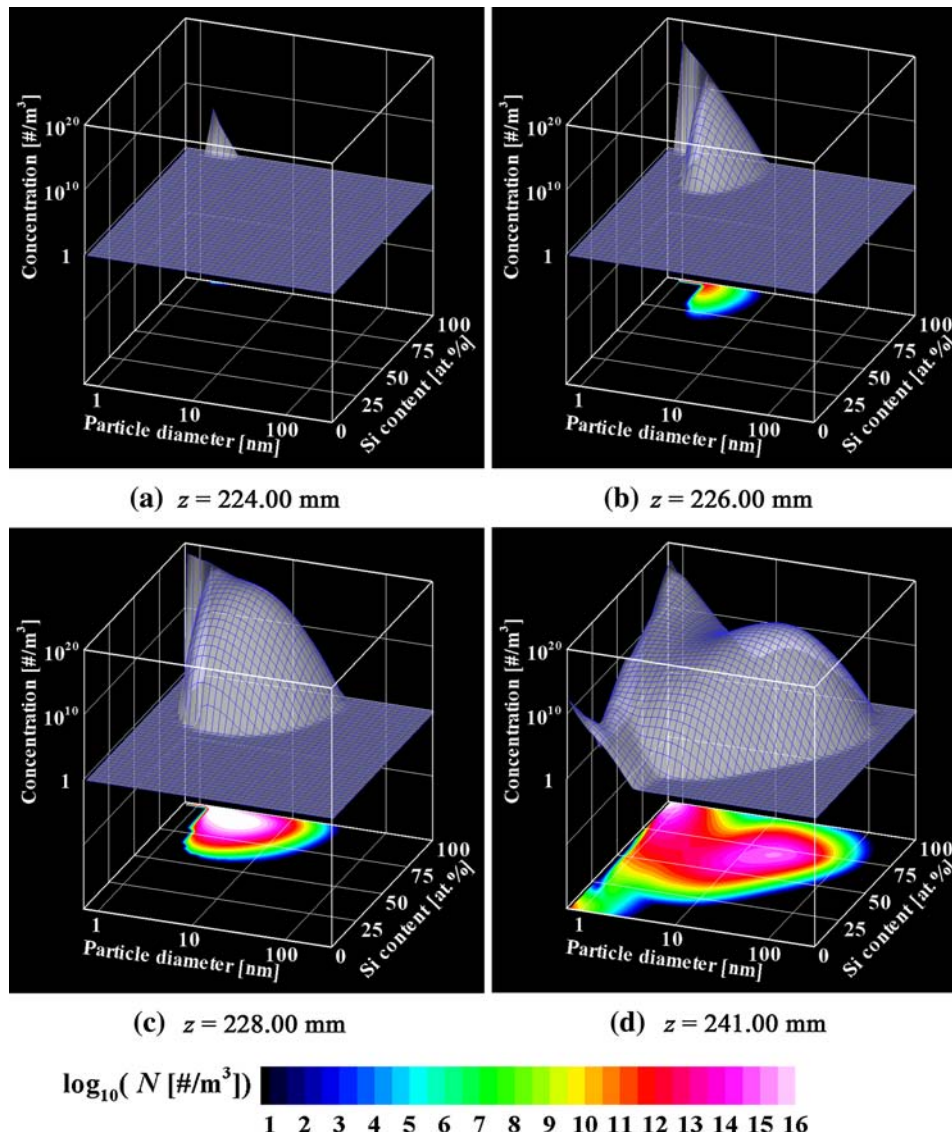 Concentration [#/m³]
10²⁰
10¹⁰
1
1
10
100
Particle diameter [nm]
0
25
50
75
100
Si content [at.%]
(a) z = 224.00 mm
Concentration [#/m³]
10²⁰
10¹⁰
1
1
10
100
Particle diameter [nm]
0
25
50
75
100
Si content [at.%]
(b) z = 226.00 mm
Concentration [#/m³]
10²⁰
10¹⁰
1
1
10
100
Particle diameter [nm]
0
25
50
75
100
Si content [at.%]
(c) z = 228.00 mm
Concentration [#/m³]
10²⁰
10¹⁰
1
1
10
100
Particle diameter [nm]
0
25
50
75
100
Si content [at.%]
(d) z = 241.00 mm
log₁₀( N [#/m³])
1 2 3 4 5 6 7 8 9 10 11 12 13 14 15 16